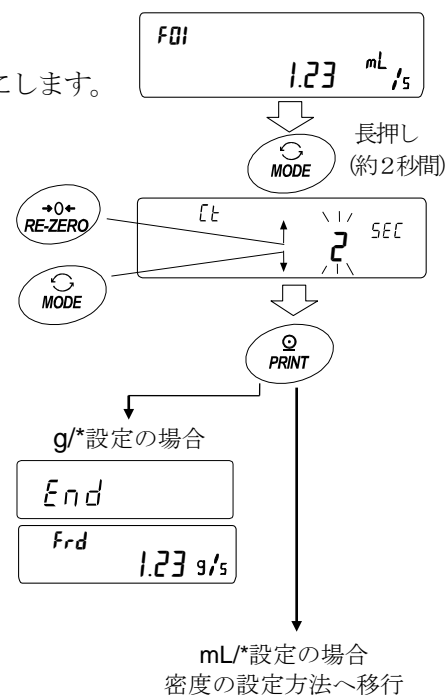 F01
1.23 mL/s
にします。
長押し
(約２秒間)
MODE
→0←
RE-ZERO
Ct 2 SEC
MODE
PRINT
g/*設定の場合
End
Frd
1.23 g/s
mL/*設定の場合
密度の設定方法へ移行